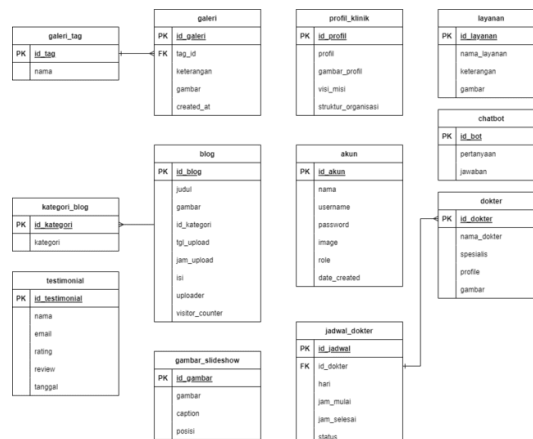 galeri_tag
PK id_tag
nama
galeri
PK id_galeri
FK tag_id
keterangan
gambar
created_at
profil_klinik
PK id_profil
profil
gambar_profil
visi_misi
struktur_organisasi
layanan
PK id_layanan
nama_layanan
keterangan
gambar
chatbot
PK id_bot
pertanyaan
jawaban
blog
PK id_blog
judul
gambar
id_kategori
tgl_upload
jam_upload
isi
uploader
visitor_counter
akun
PK id_akun
nama
username
password
image
role
date_created
kategori_blog
PK id_kategori
kategori
dokter
PK id_dokter
nama_dokter
spesialis
profile
gambar
testimonial
PK id_testimonial
nama
email
rating
review
tanggal
gambar_slideshow
PK id_gambar
gambar
caption
posisi
jadwal_dokter
PK id_jadwal
FK id_dokter
hari
jam_mulai
jam_selesai
status